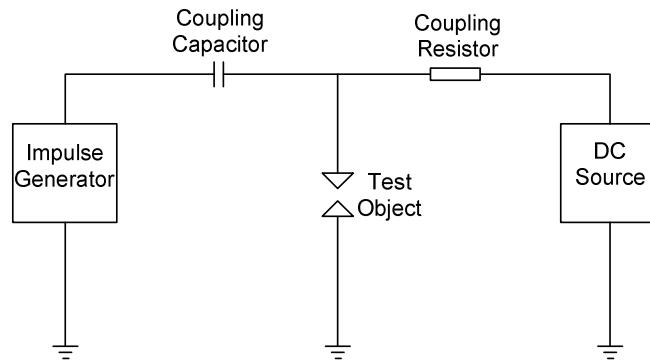 Coupling
Capacitor
Coupling
Resistor
Impulse
Generator
Test
Object
DC
Source